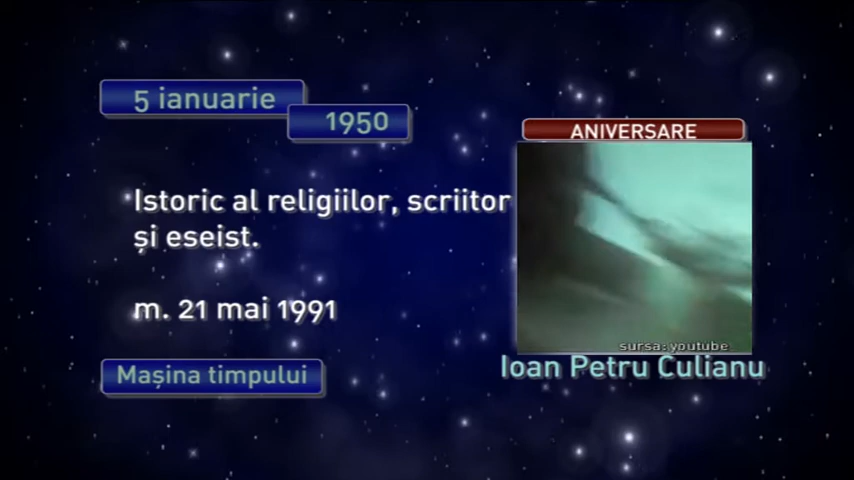 5 ianuarie
1950
ANIVERSARE
Istoric al religiilor, scriitor
și eseist.
m. 21 mai 1991
sursa: youtube
Ioan Petru Culianu
Mașina timpului